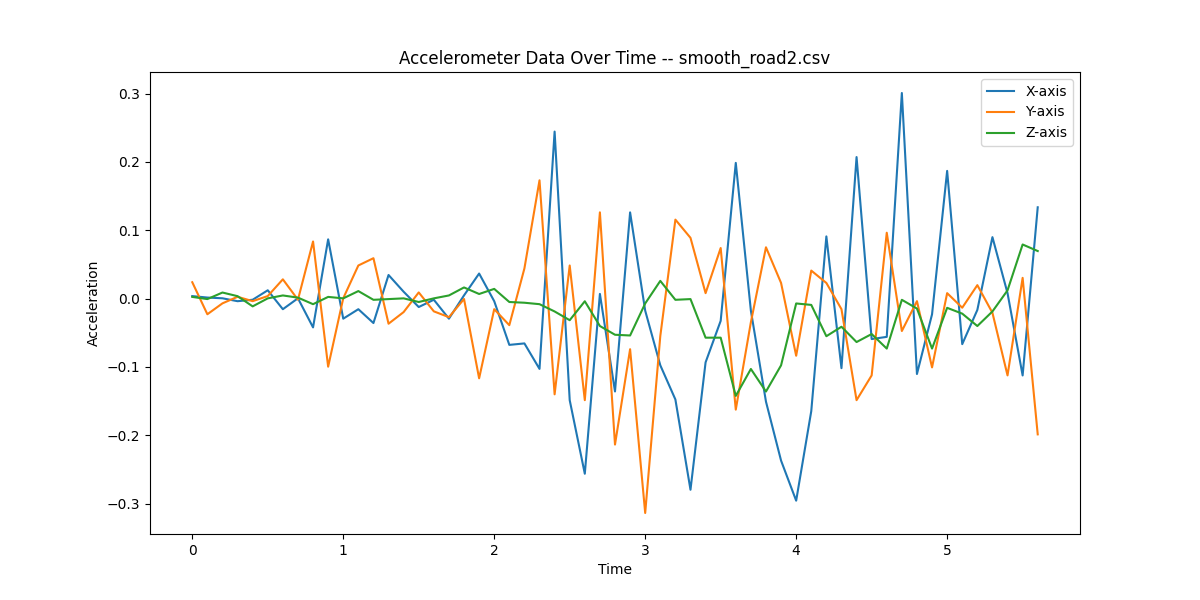 Accelerometer Data Over Time -- smooth_road2.csv
X-axis
Y-axis
Z-axis
0.3
0.2
0.1
0.0
−0.1
−0.2
−0.3
Acceleration
0 1 2 3 4 5
Time